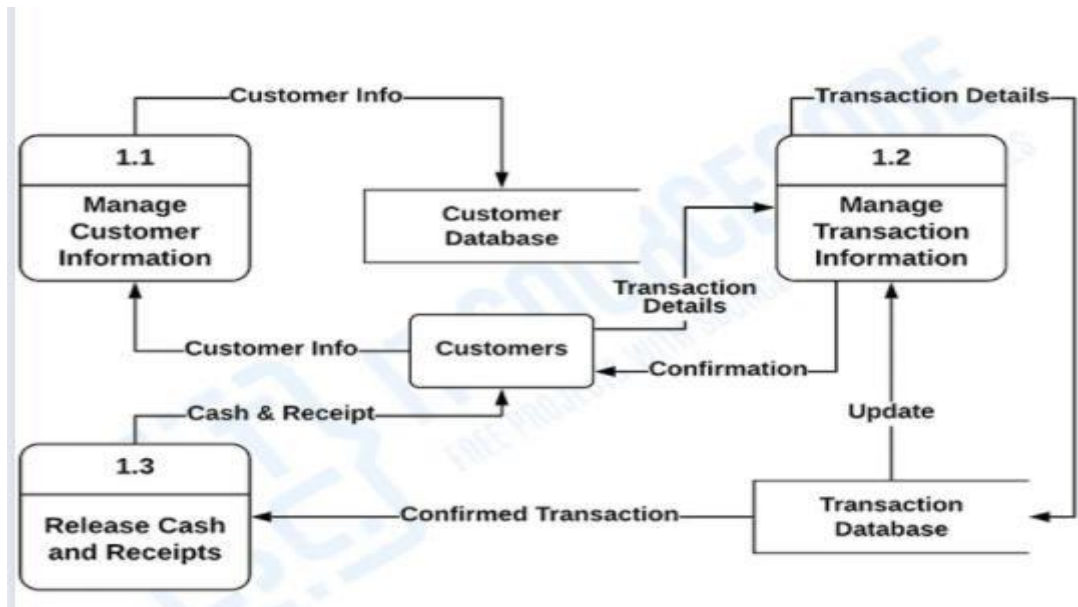 Customer Info
Transaction Details
1.1
Manage
Customer
Information
Customer
Database
1.2
Manage
Transaction
Information
Transaction
Details
Customer Info
Customers
Confirmation
Cash & Receipt
Update
1.3
Release Cash
and Receipts
Confirmed Transaction
Transaction
Database